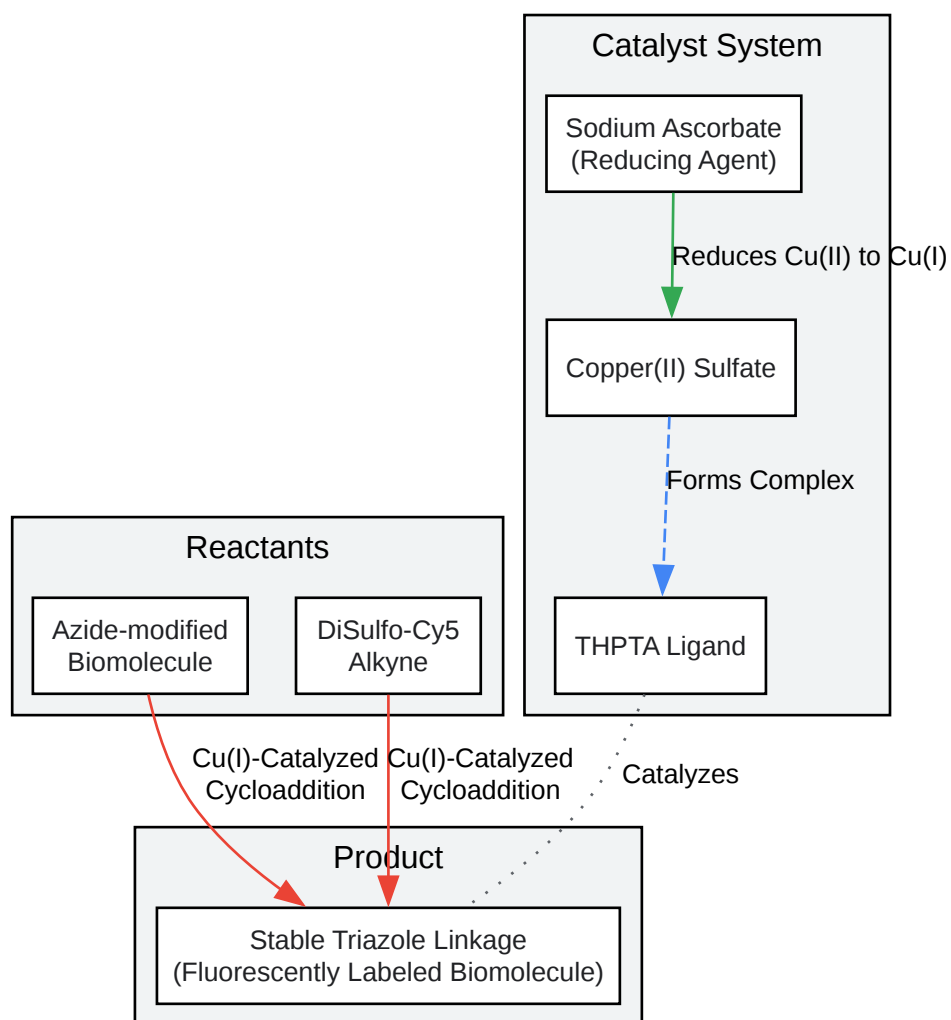 Catalyst System
Sodium Ascorbate
(Reducing Agent)
Reduces Cu(II) to Cu(I)
Copper(II) Sulfate
Forms Complex
THPTA Ligand
Reactants
Azide-modified
Biomolecule
DiSulfo-Cy5
Alkyne
Cu(I)-Catalyzed
Cycloaddition
Cu(I)-Catalyzed
Cycloaddition
Catalyzes
Product
Stable Triazole Linkage
(Fluorescently Labeled Biomolecule)